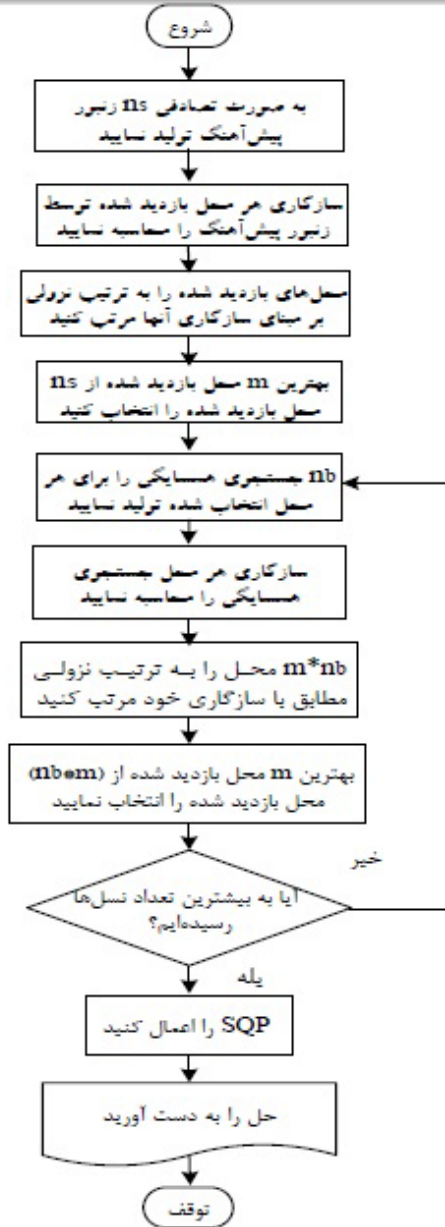 شروع
به صورت تصادفی ns زنبور
پیش‌آهنگ تولید نمایید
سازگاری هر محل بازدید شده توسط
زنبور پیش‌آهنگ را محاسبه نمایید
محل‌های بازدید شده را به ترتیب نزولی
بر مبنای سازگاری آنها مرتب کنید
بهترین m محل بازدید شده از ns
محل بازدید شده را انتخاب کنید
nb جستجوی همسایگی را برای هر
محل انتخاب شده تولید نمایید
سازگاری هر محل جستجوی
همسایگی را محاسبه نمایید
m*nb محل را به ترتیب نزولی
مطابق با سازگاری خود مرتب کنید
بهترین m محل بازدید شده از (nb*m)
محل بازدید شده را انتخاب نمایید
خیر
آیا به بیشترین تعداد نسل‌ها
رسیده‌ایم؟
بله
SQP را اعمال کنید
حل را به دست آورید
توقف